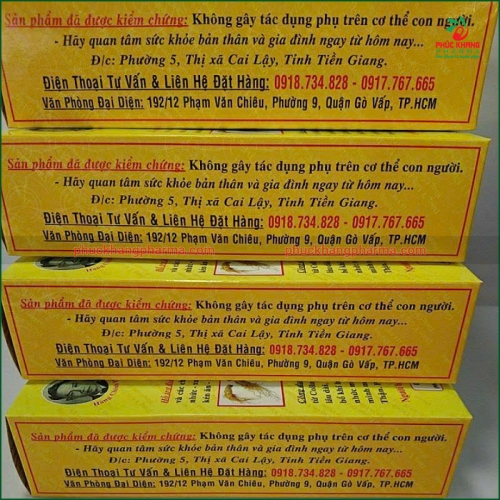 PHÚC KHANG
Sản phẩm đã được kiểm chứng: Không gây tác dụng phụ trên cơ thể con người.
- Hãy quan tâm sức khỏe bản thân và gia đình ngay từ hôm nay...
Đ/c: Phường 5, Thị xã Cai Lậy, Tỉnh Tiền Giang.
Điện Thoại Tư Vấn & Liên Hệ Đặt Hàng: 0918.734.828 - 0917.767.665
Văn Phòng Đại Diện: 192/12 Phạm Văn Chiêu, Phường 9, Quận Gò Vấp, TP.HCM
Sản phẩm đã được kiểm chứng: Không gây tác dụng phụ trên cơ thể con người.
- Hãy quan tâm sức khỏe bản thân và gia đình ngay từ hôm nay...
Đ/c: Phường 5, Thị xã Cai Lậy, Tỉnh Tiền Giang.
Điện Thoại Tư Vấn & Liên Hệ Đặt Hàng: 0918.734.828 - 0917.767.665
Văn Phòng Đại Diện: 192/12 Phạm Văn Chiêu, Phường 9, Quận Gò Vấp, TP.HCM
phuckhangpharma.com phuckhangpharma.com
Sản phẩm đã được kiểm chứng: Không gây tác dụng phụ trên cơ thể con người.
- Hãy quan tâm sức khỏe bản thân và gia đình ngay từ hôm nay...
Đ/c: Phường 5, Thị xã Cai Lậy, Tỉnh Tiền Giang.
Điện Thoại Tư Vấn & Liên Hệ Đặt Hàng: 0918.734.828 - 0917.767.665
Văn Phòng Đại Diện: 192/12 Phạm Văn Chiêu, Phường 9, Quận Gò Vấp, TP.HCM
Sản phẩm đã được kiểm chứng: Không gây tác dụng phụ trên cơ thể con người.
- Hãy quan tâm sức khỏe bản thân và gia đình ngay từ hôm nay...
Đ/c: Phường 5, Thị xã Cai Lậy, Tỉnh Tiền Giang.
Điện Thoại Tư Vấn & Liên Hệ Đặt Hàng: 0918.734.828 - 0917.767.665
Văn Phòng Đại Diện: 192/12 Phạm Văn Chiêu, Phường 9, Quận Gò Vấp, TP.HCM